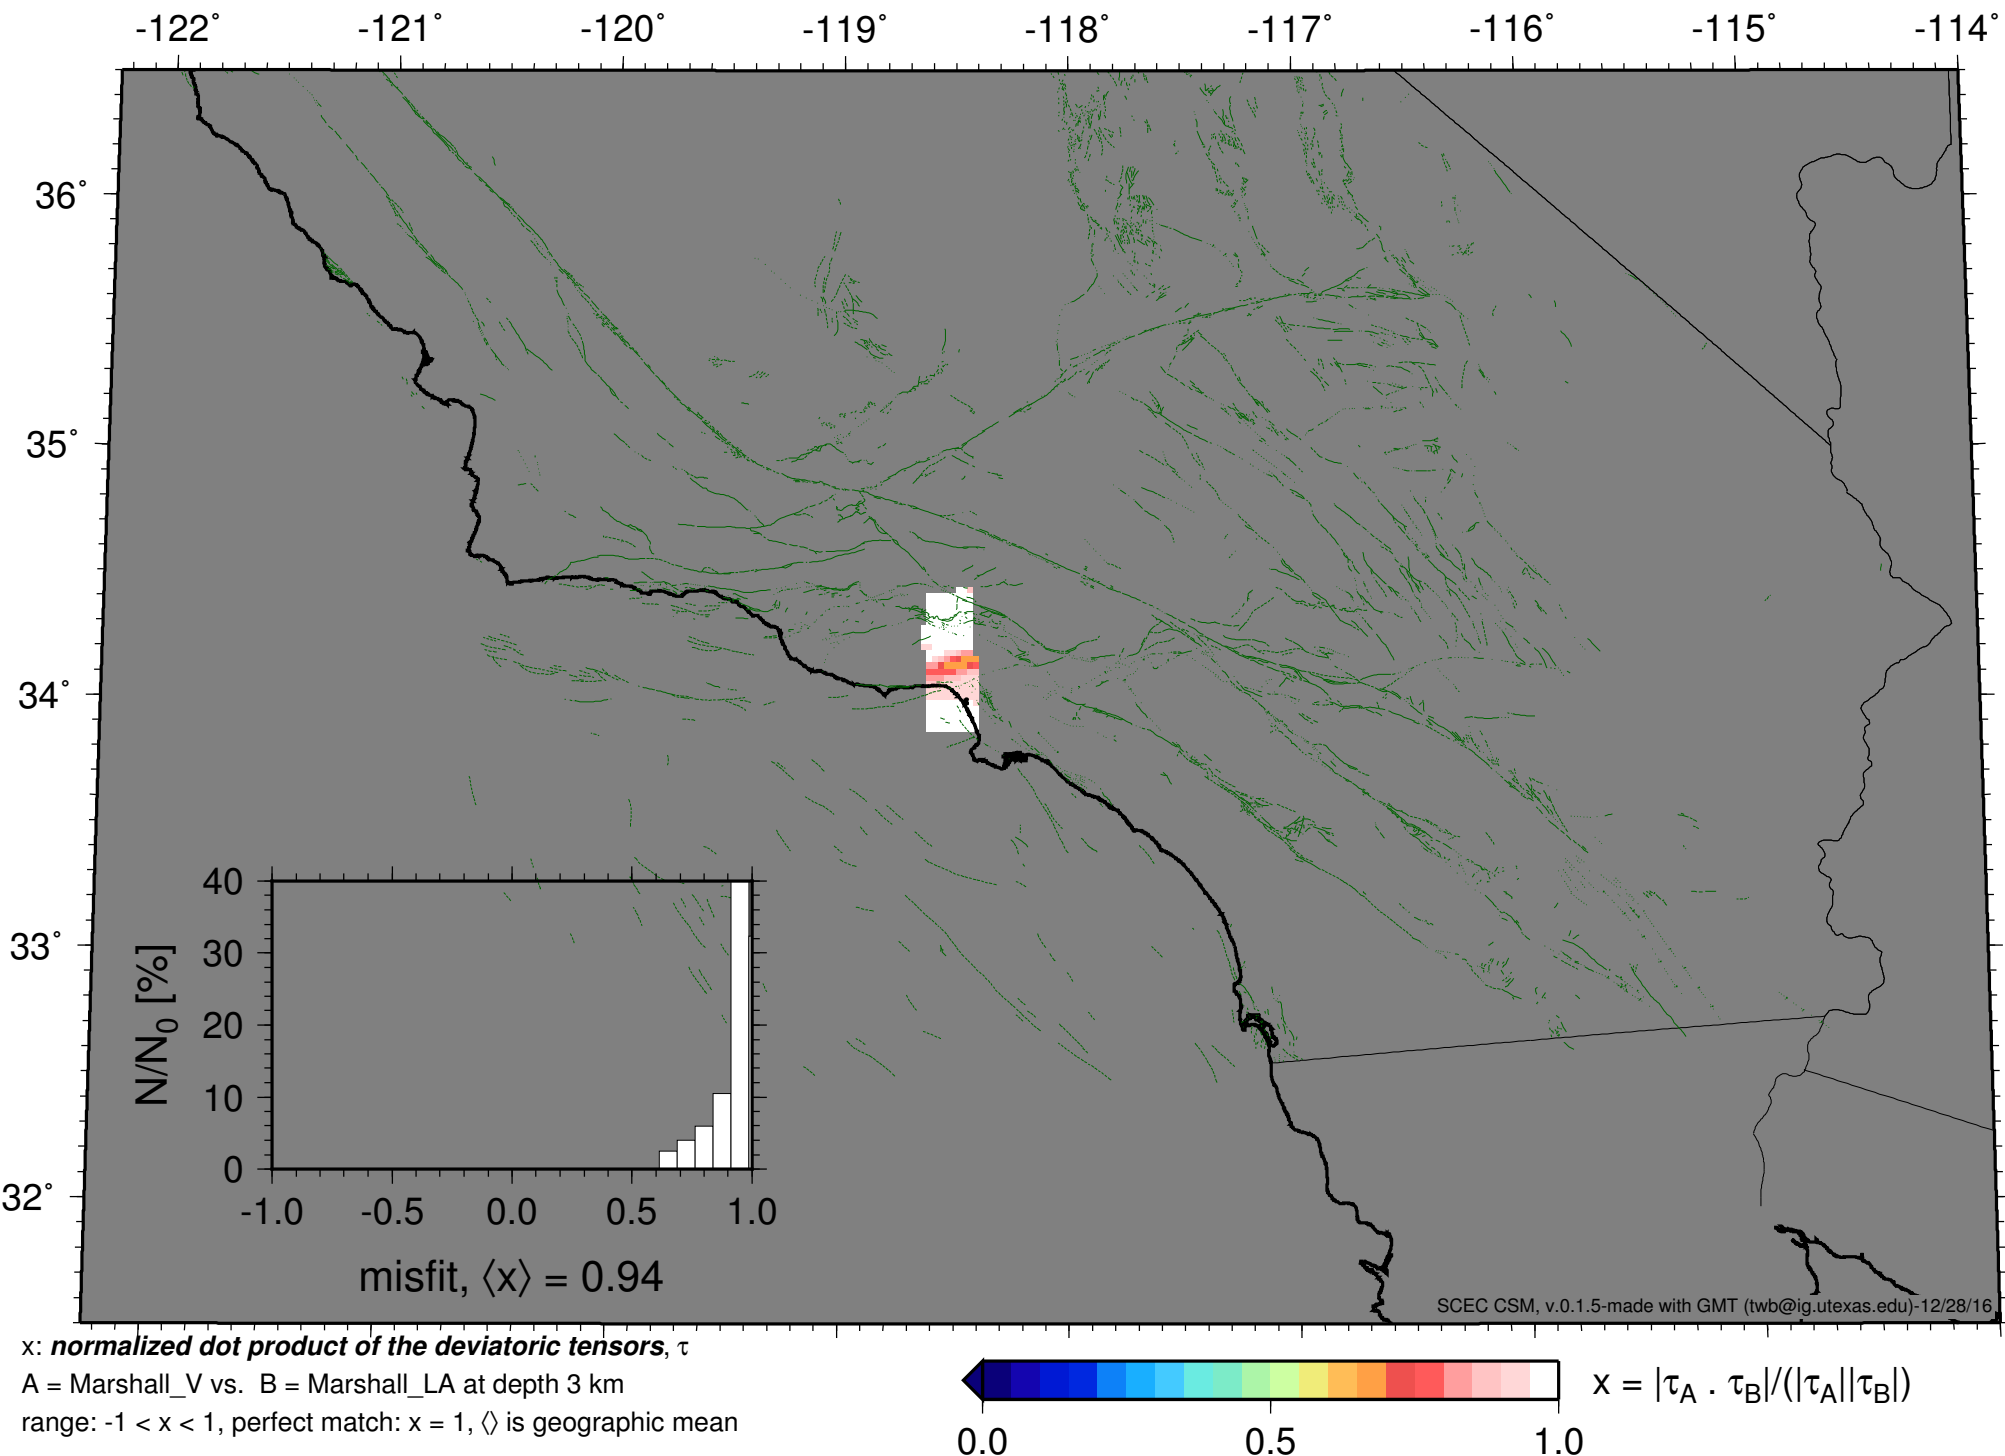 -122° -121° -120° -119° -118° -117° -116° -115° -114°
36°
35°
34°
33°
32°
40
30
20
10
0
N/N0 [%]
-1.0 -0.5 0.0 0.5 1.0
misfit, ⟨x⟩ = 0.94
SCEC CSM, v.0.1.5-made with GMT (twb@ig.utexas.edu)-12/28/16
x: normalized dot product of the deviatoric tensors, τ
A = Marshall_V vs. B = Marshall_LA at depth 3 km
range: -1 < x < 1, perfect match: x = 1, ⟨⟩ is geographic mean
x = |τA . τB|/(|τA||τB|)
0.0 0.5 1.0